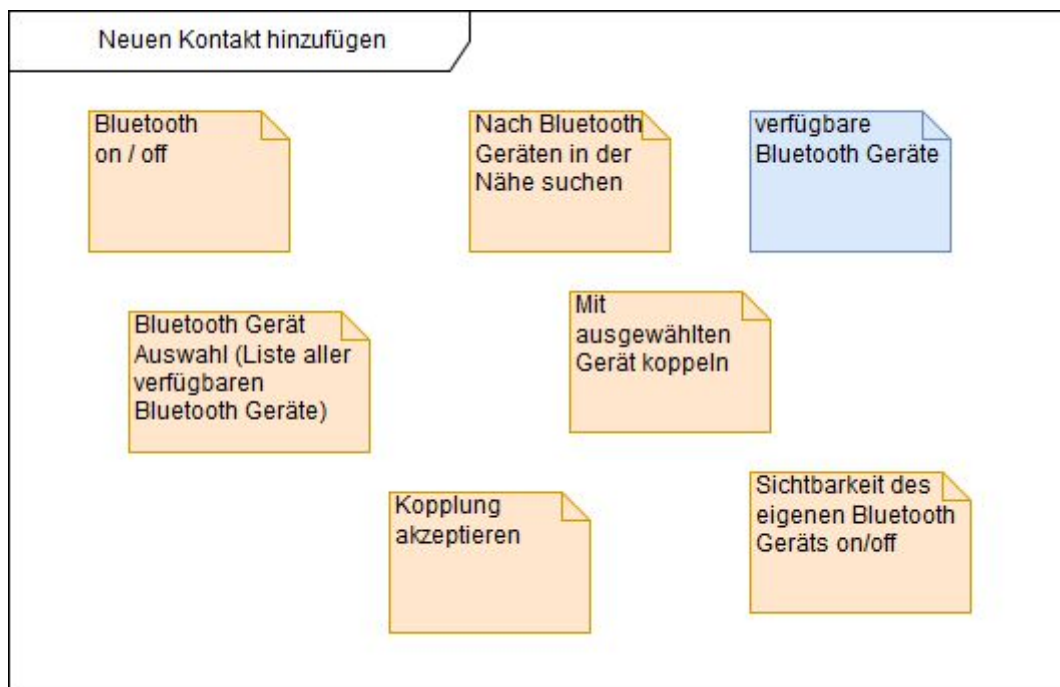 Neuen Kontakt hinzufügen
Bluetooth
on / off
Nach Bluetooth
Geräten in der
Nähe suchen
verfügbare
Bluetooth Geräte
Bluetooth Gerät
Auswahl (Liste aller
verfügbaren
Bluetooth Geräte)
Mit
ausgewählten
Gerät koppeln
Kopplung
akzeptieren
Sichtbarkeit des
eigenen Bluetooth
Geräts on/off